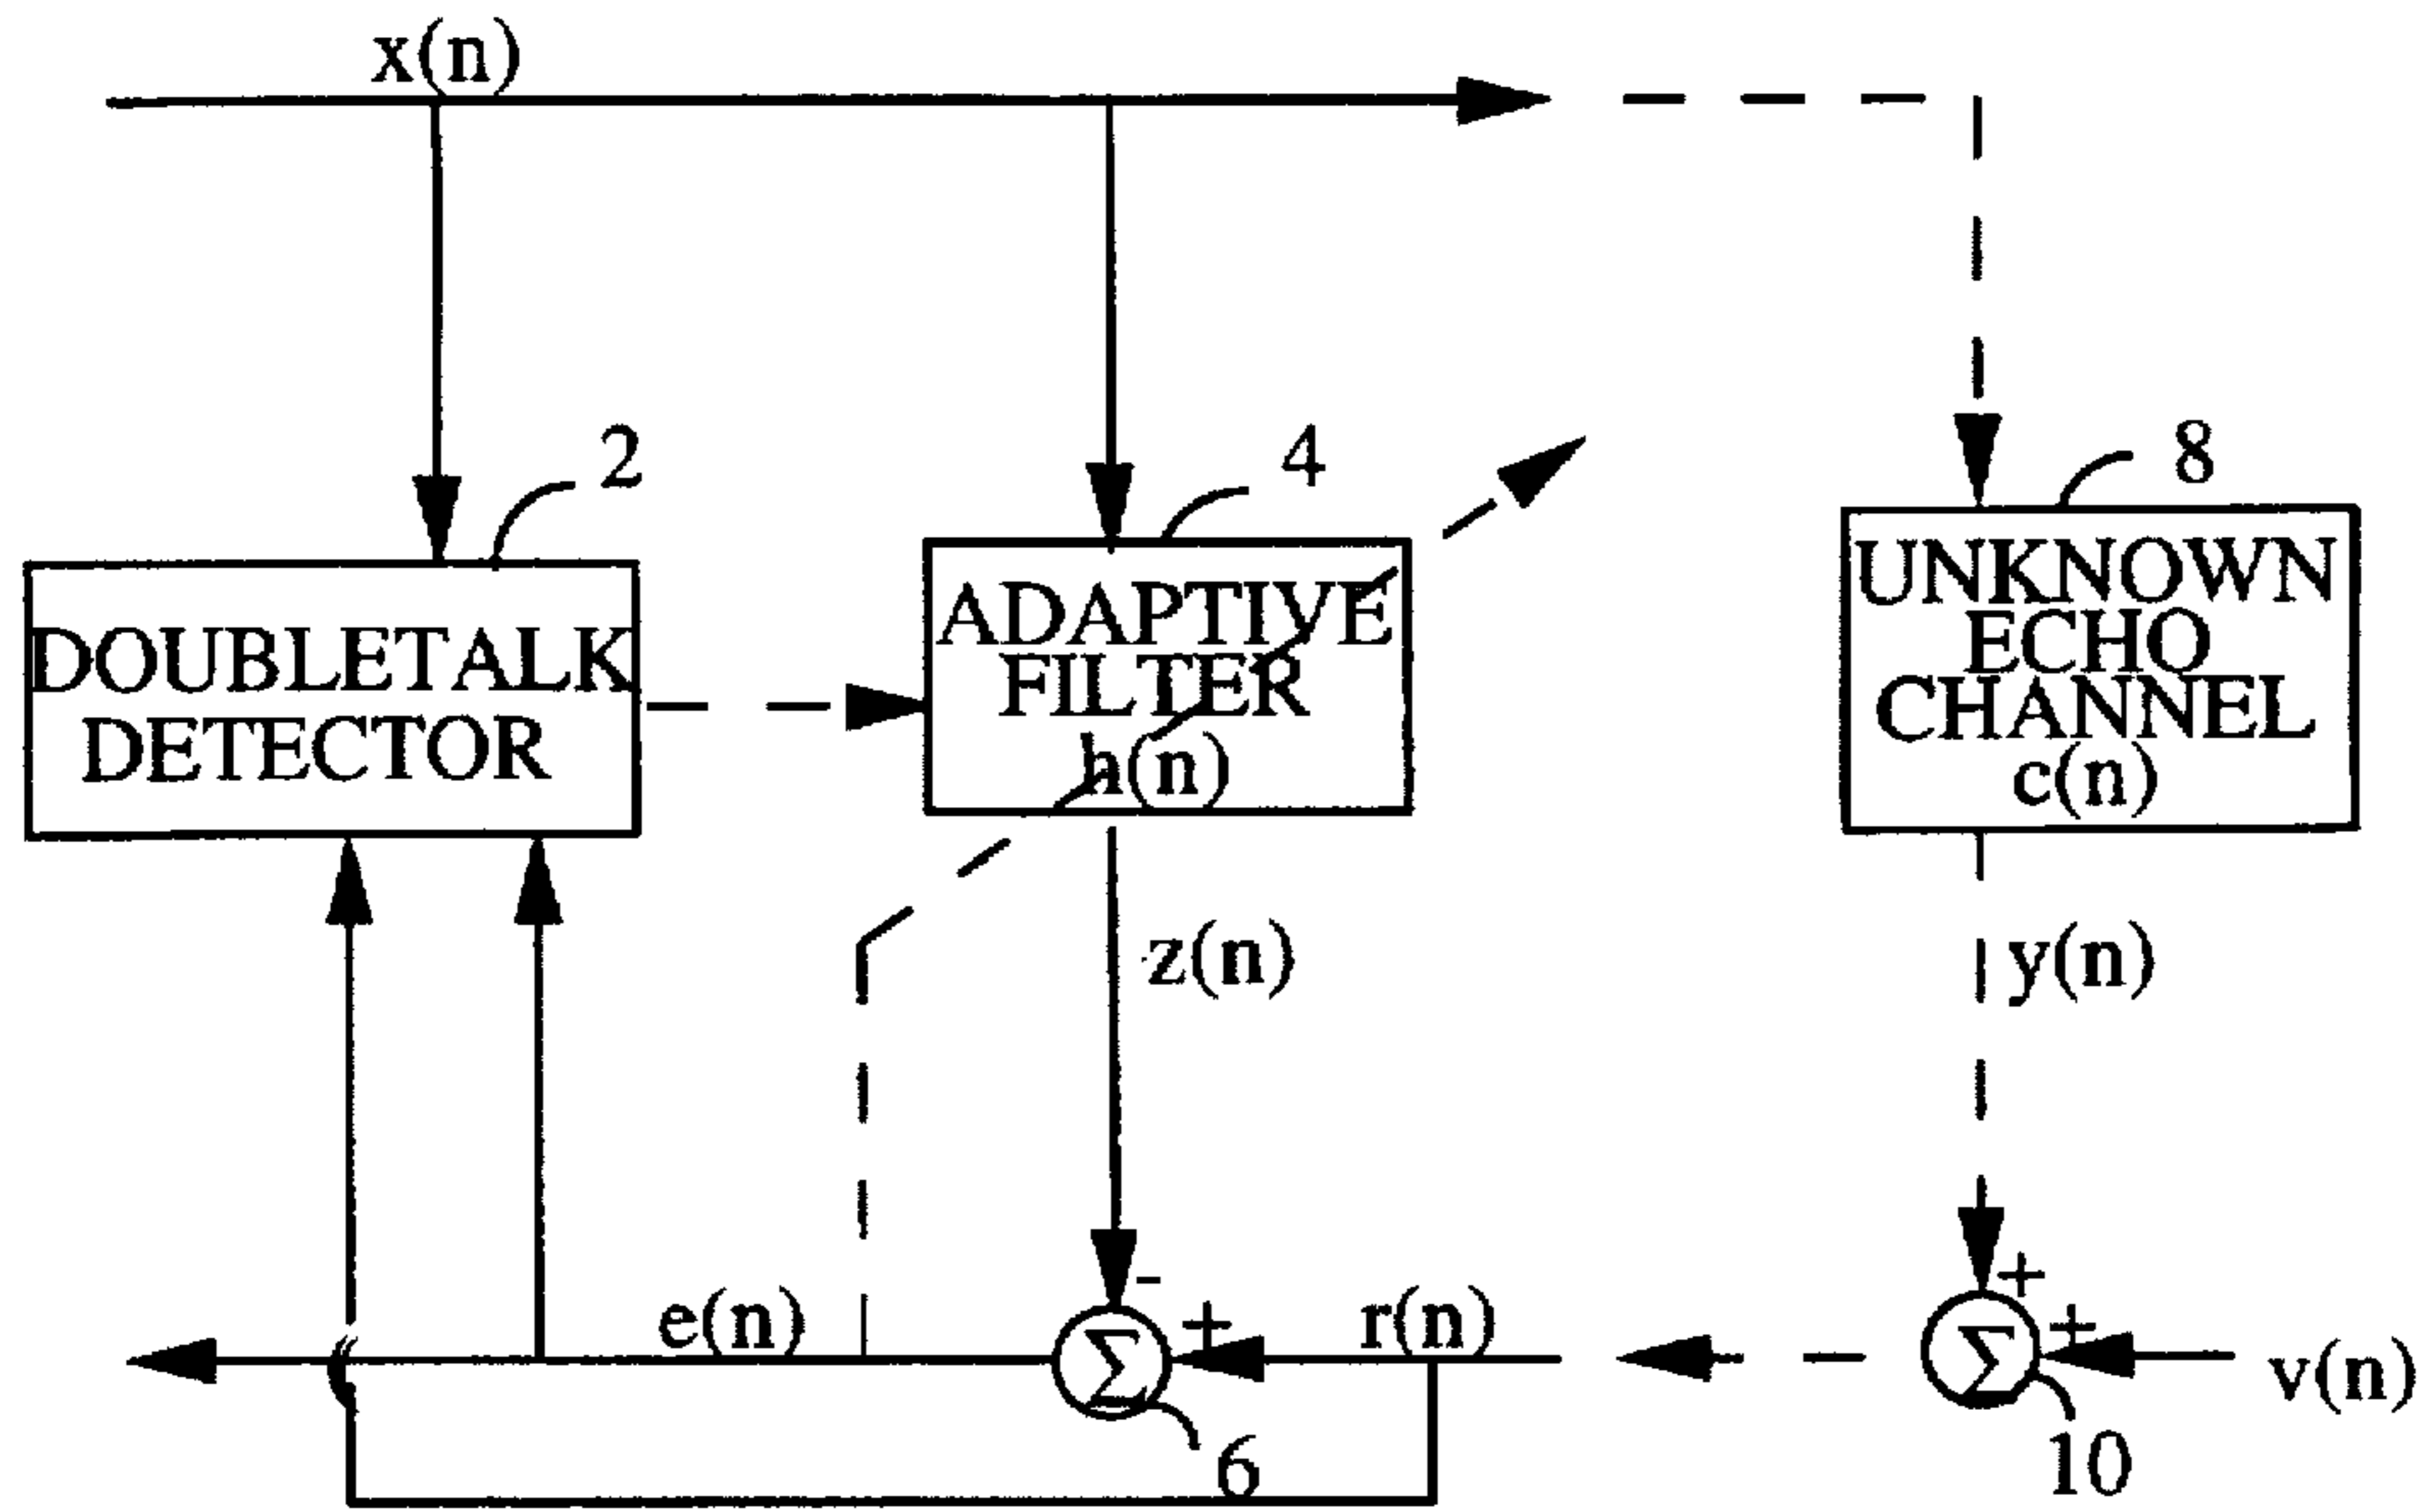 x(n)
2
4
8
DOUBLETALK
DETECTOR
ADAPTIVE
FILTER
h(n)
UNKNOWN
ECHO
CHANNEL
c(n)
z(n)
y(n)
-
+
e(n)
Σ
+
r(n)
Σ
+
v(n)
6
10